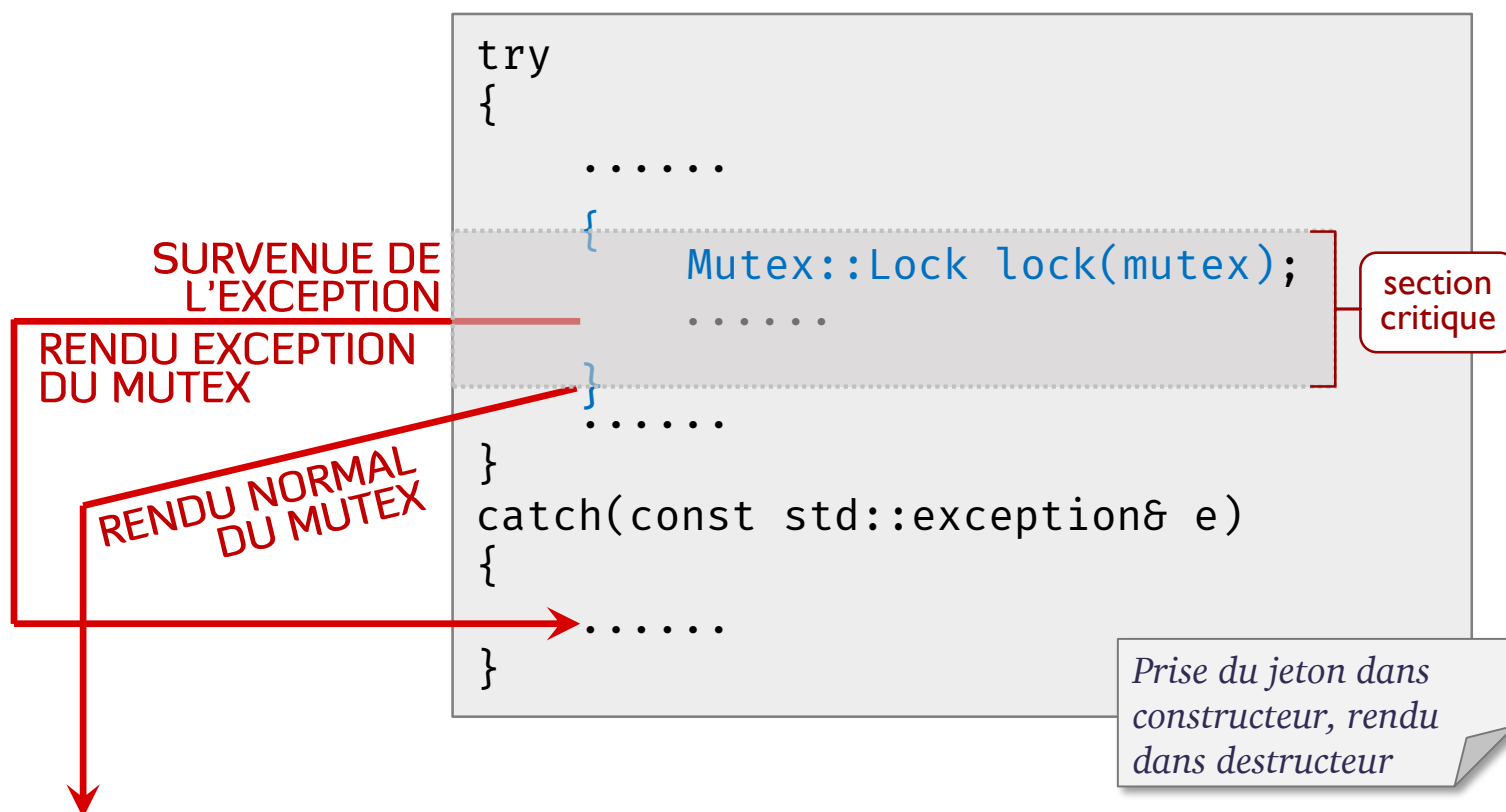 try
{
......
{
SURVENUE DE
L'EXCEPTION
Mutex::Lock lock(mutex);
section
critique
......
RENDU EXCEPTION
DU MUTEX
}
......
RENDU NORMAL
DU MUTEX
}
catch(const std::exception& e)
{
......
}
Prise du jeton dans
constructeur, rendu
dans destructeur